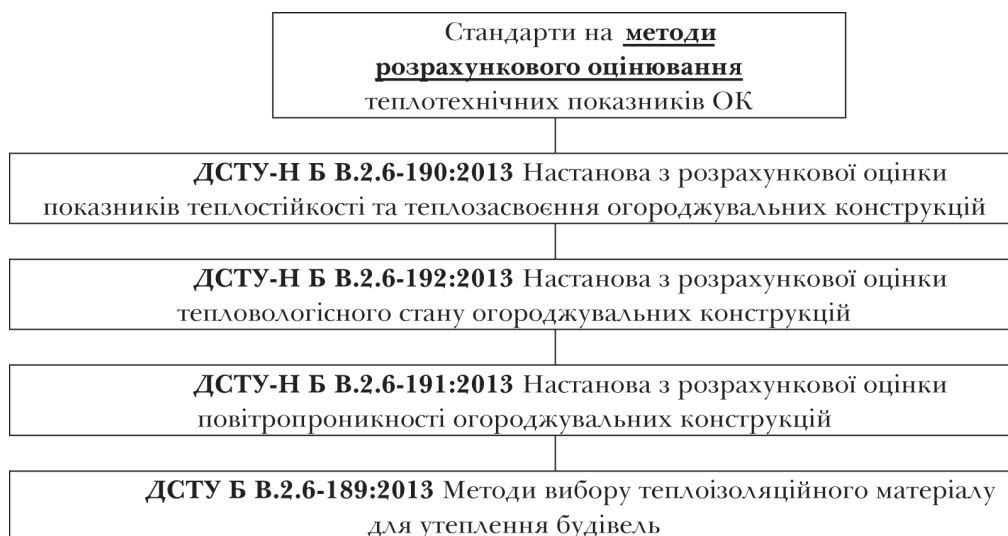 Стандарти на методи
розрахункового оцінювання
теплотехнічних показників ОК
ДСТУ-Н Б В.2.6-190:2013 Настанова з розрахункової оцінки
показників теплостійкості та теплозасвоєння огороджувальних конструкцій
ДСТУ-Н Б В.2.6-192:2013 Настанова з розрахункової оцінки
тепловологісного стану огороджувальних конструкцій
ДСТУ-Н Б В.2.6-191:2013 Настанова з розрахункової оцінки
повітропроникності огороджувальних конструкцій
ДСТУ Б В.2.6-189:2013 Методи вибору теплоізоляційного матеріалу
для утеплення будівель